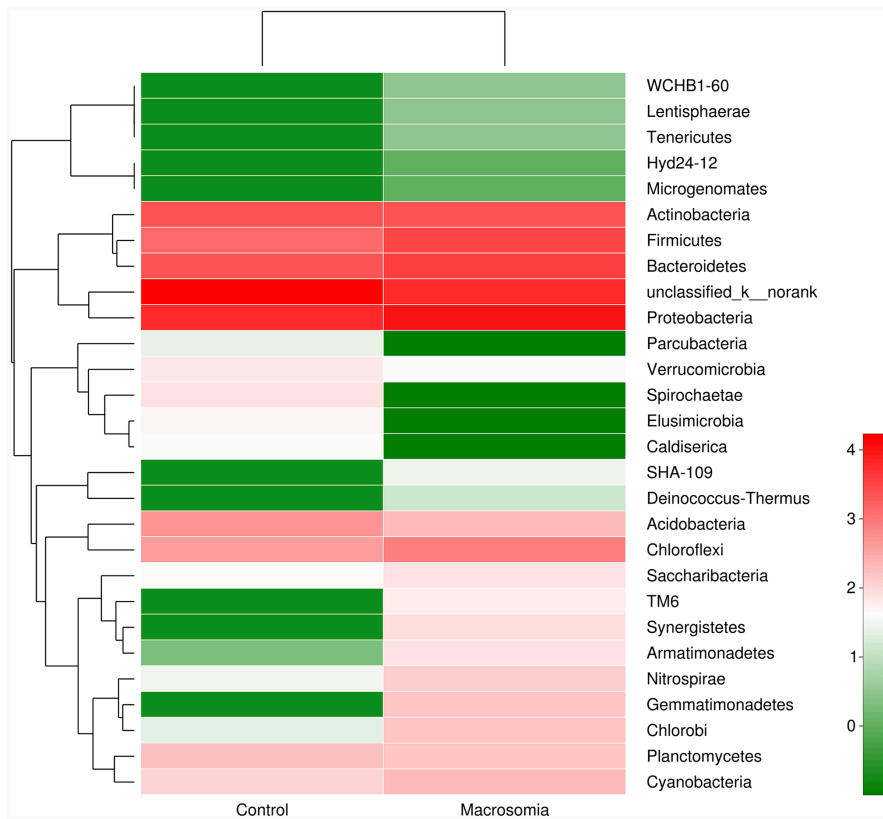 WCHB1-60
Lentisphaerae
Tenericutes
Hyd24-12
Microgenomates
Actinobacteria
Firmicutes
Bacteroidetes
unclassified_k__norank
Proteobacteria
Parcubacteria
Verrucomicrobia
Spirochaetae
Elusimicrobia
Caldiserica
SHA-109
Deinococcus-Thermus
Acidobacteria
Chloroflexi
Saccharibacteria
TM6
Synergistetes
Armatimonadetes
Nitrospirae
Gemmatimonadetes
Chlorobi
Planctomycetes
Cyanobacteria
4
3
2
1
0
Control Macrosomia